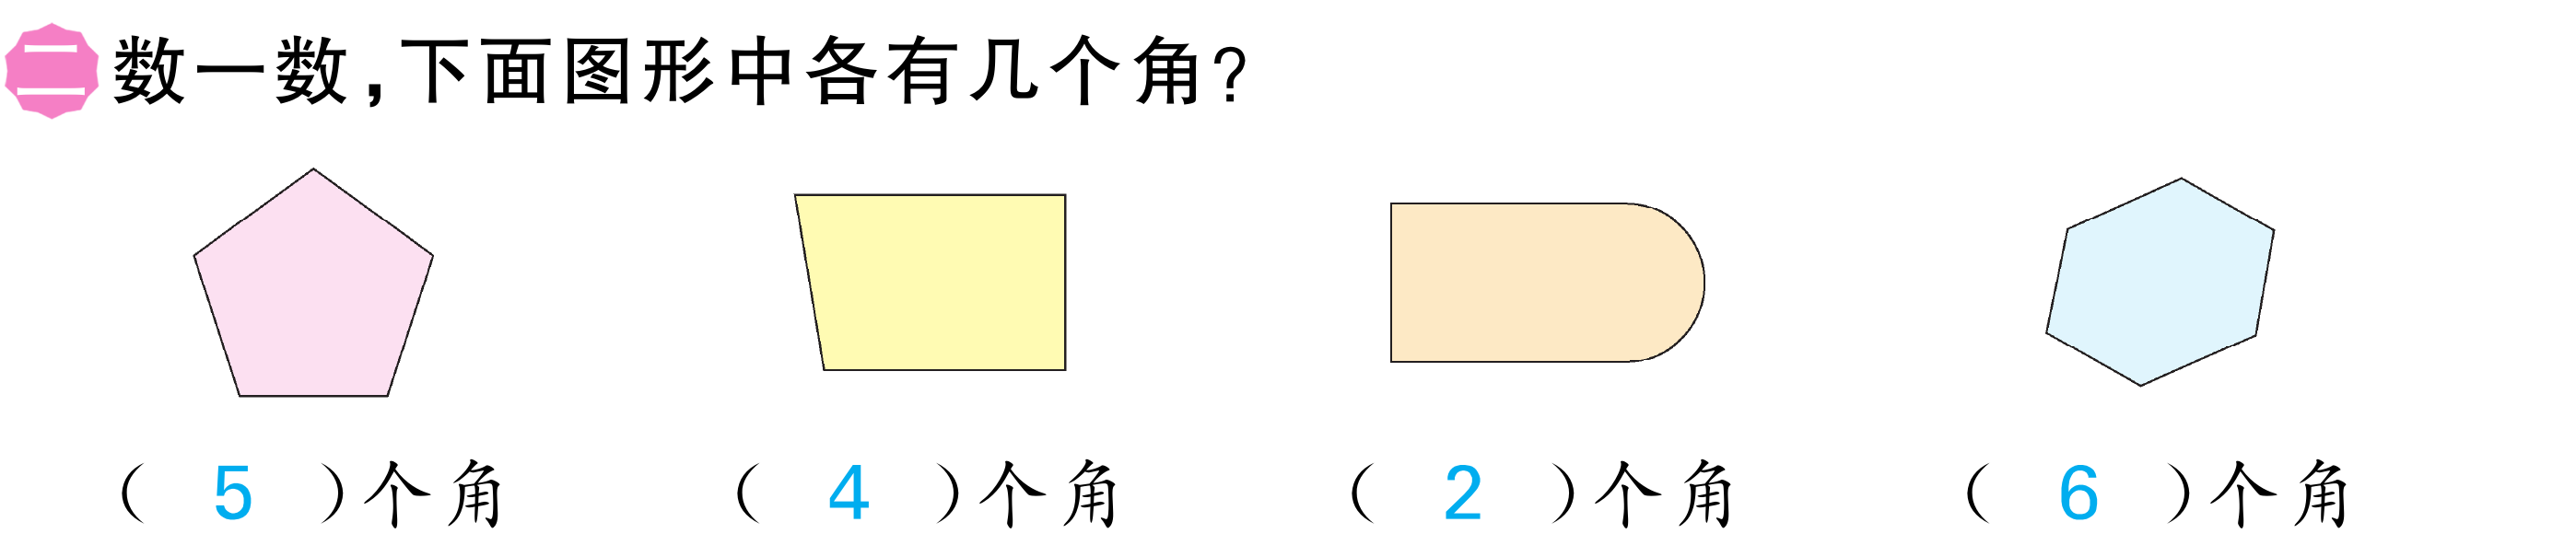 二 数一数,下面图形中各有几个角?
( 5 )个角 ( 4 )个角 ( 2 )个角 ( 6 )个角